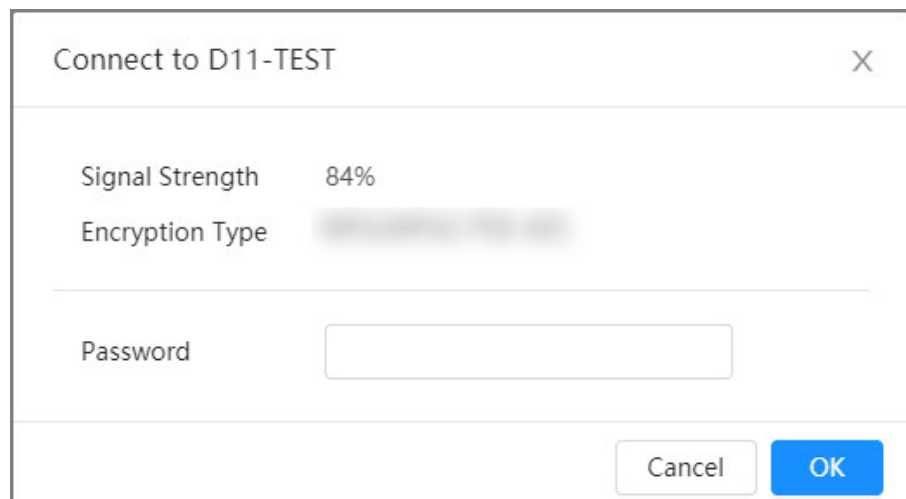 Connect to D11-TEST X
Signal Strength 84%
Encryption Type
Password
Cancel OK